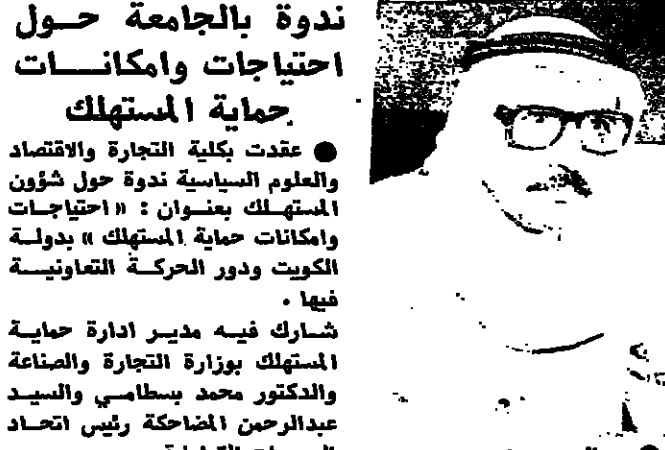 ندوة بالجامعة حول
احتياجات وامكانات
حماية المستهلك
● عقدت بكلية التجارة والاقتصاد
والعلوم السياسية ندوة حول شؤون
المستهلك بعنوان : « احتياجات
وامكانات حماية المستهلك » بدولة
الكويت ودور الحركة التعاونية
فيها .
شارك فيه مدير ادارة حماية
المستهلك بوزارة التجارة والصناعة
والدكتور محمد بسطامي والسيد
عبدالرحمن المضاحكة رئيس اتحاد